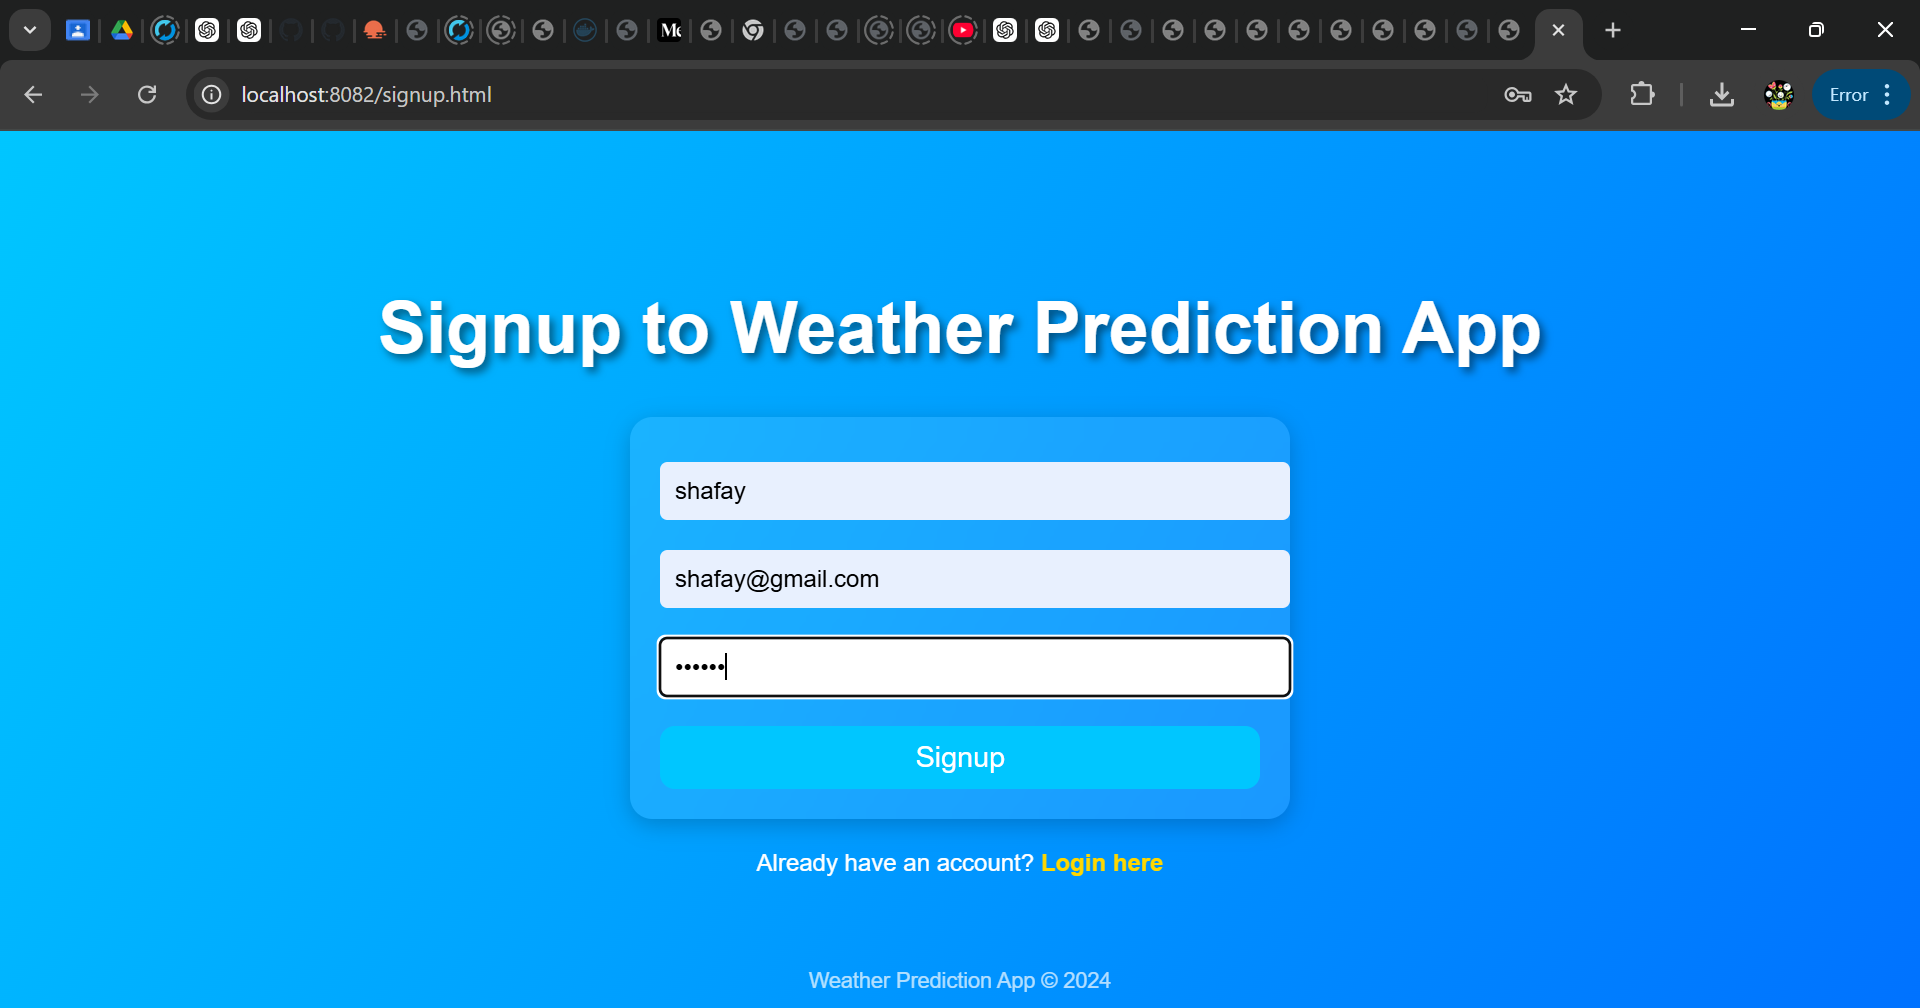 Me
localhost:8082/signup.html
Error
Signup to Weather Prediction App
shafay
shafay@gmail.com
••••••
Signup
Already have an account? Login here
Weather Prediction App © 2024